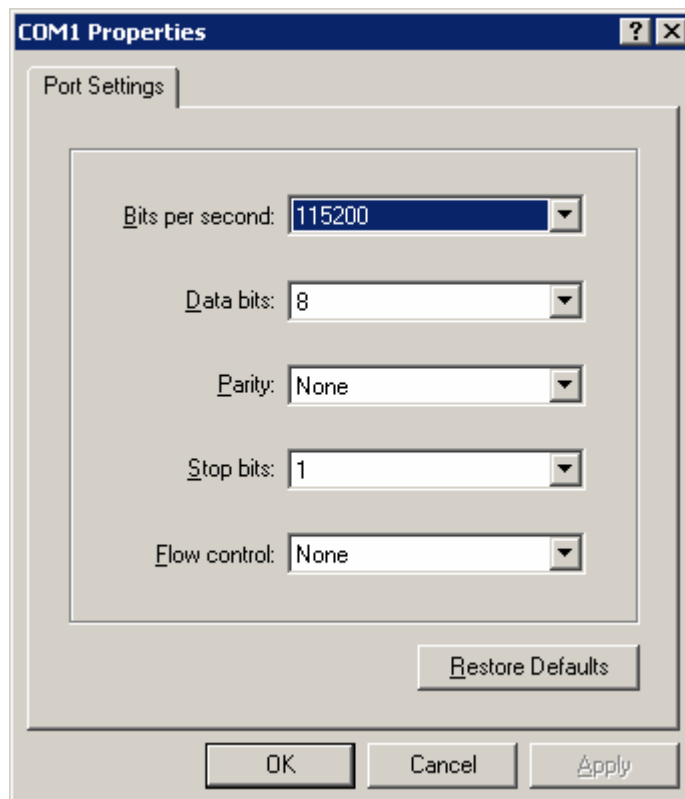 COM1 Properties
Port Settings
Bits per second: 115200
Data bits: 8
Parity: None
Stop bits: 1
Flow control: None
Restore Defaults
OK Cancel Apply